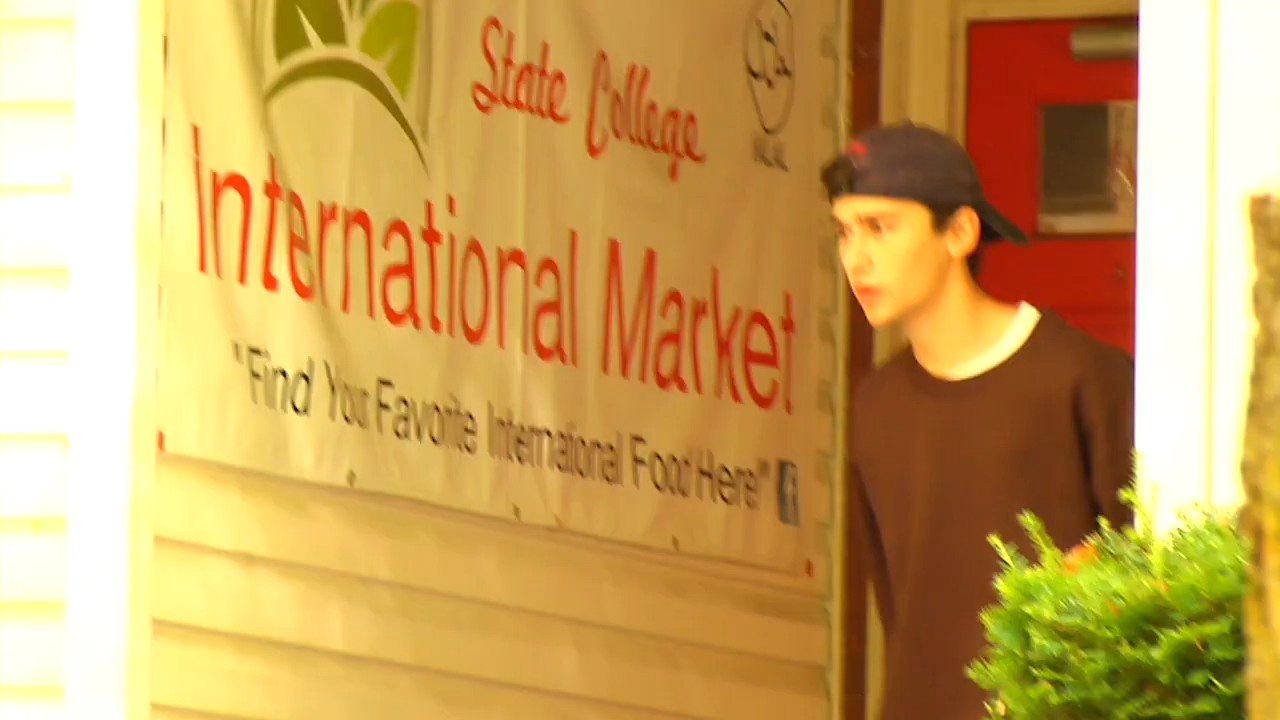 State College
International Market
"Find Your Favorite International Food Here" f